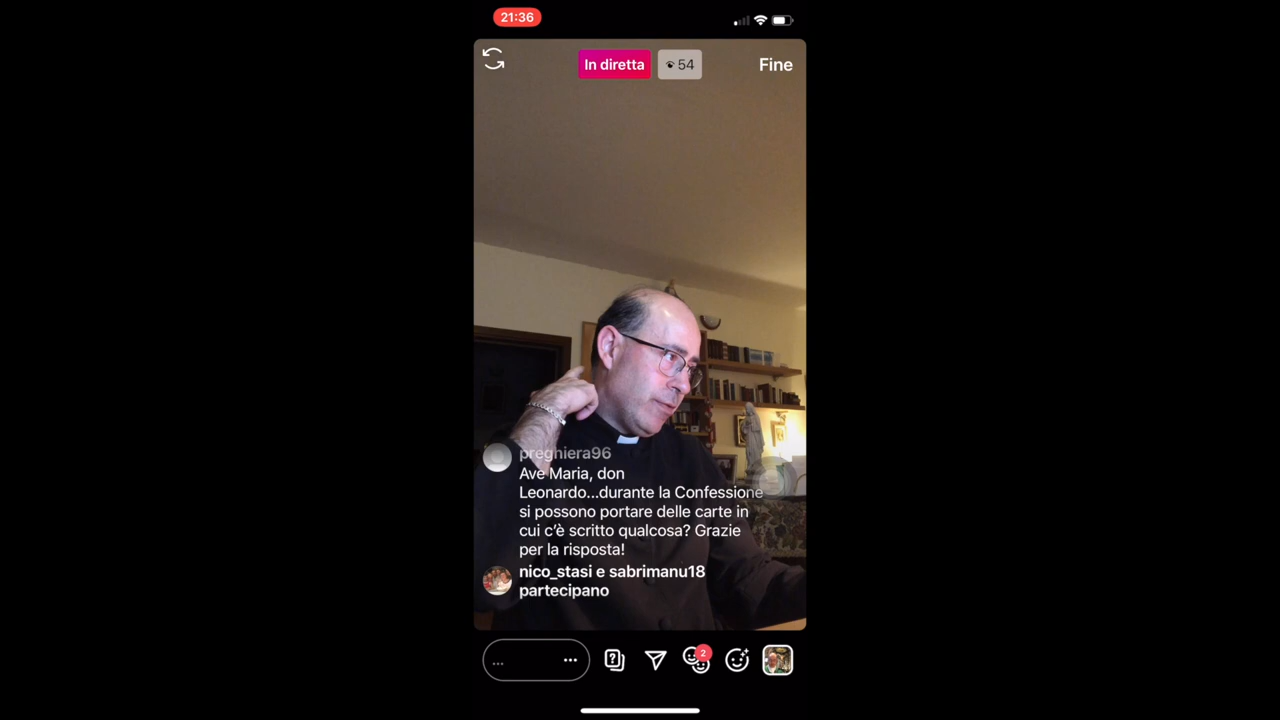 21:36
In diretta
54
Fine
preghiera96
Ave Maria, don
Leonardo...durante la Confessione
si possono portare delle carte in
cui c'è scritto qualcosa? Grazie
per la risposta!
nico_stasi e sabrimanu18
partecipano
...
2